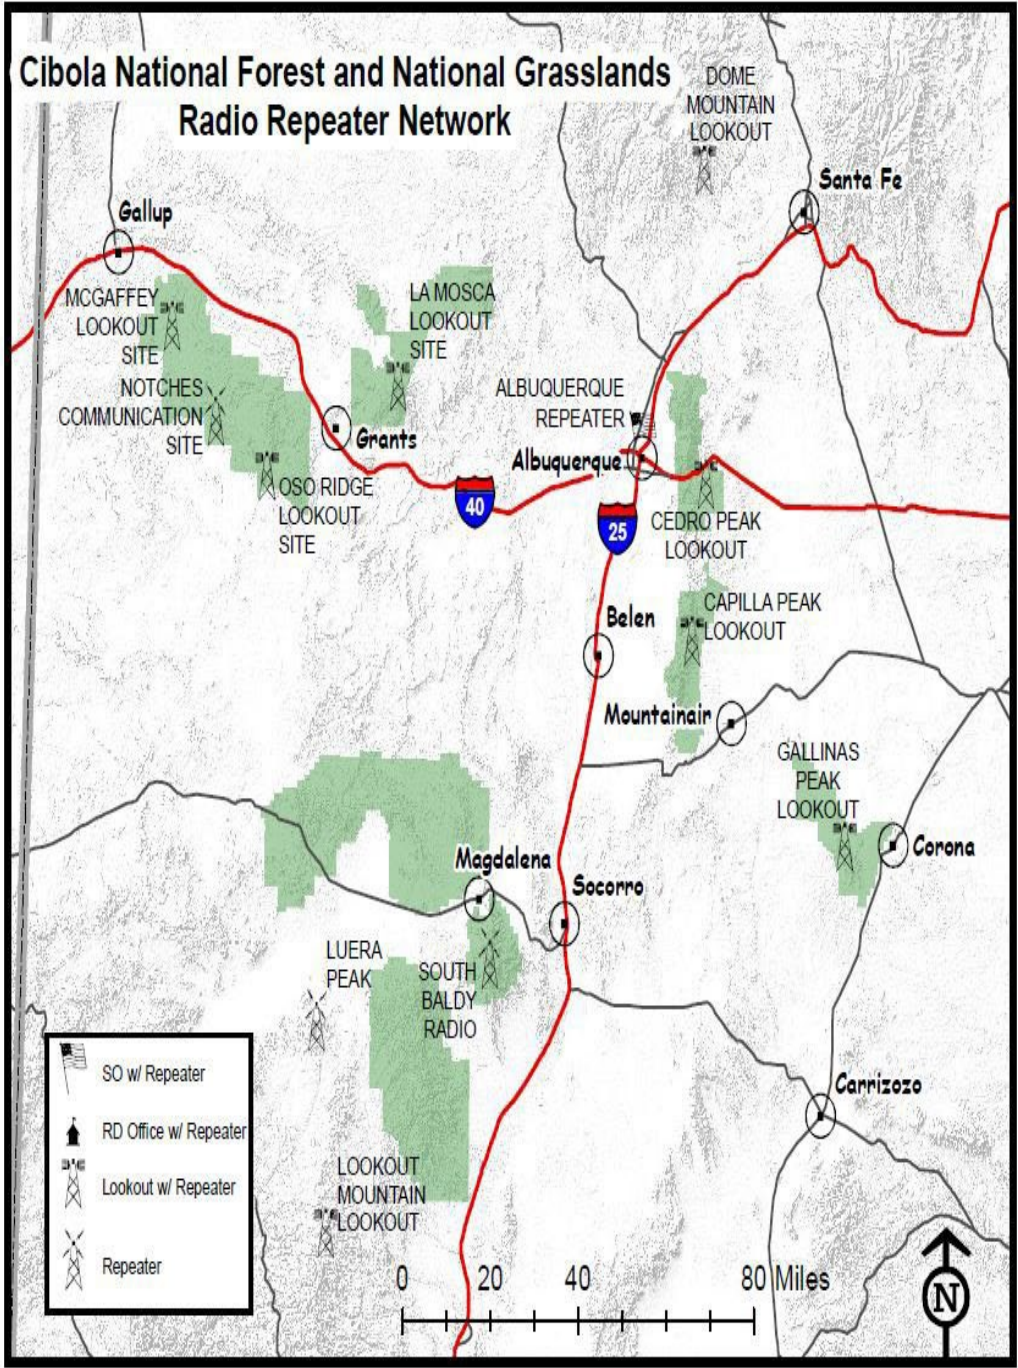 Cibola National Forest and National Grasslands
Radio Repeater Network
DOME
MOUNTAIN
LOOKOUT
Santa Fe
Gallup
MCGAFFEY
LOOKOUT
SITE
LA MOSCA
LOOKOUT
SITE
NOTCHES
COMMUNICATION
SITE
ALBUQUERQUE
REPEATER
Grants
Albuquerque
OSO RIDGE
LOOKOUT
SITE
40
25
CEDRO PEAK
LOOKOUT
CAPILLA PEAK
LOOKOUT
Belen
Mountainair
GALLINAS
PEAK
LOOKOUT
Corona
Magdalena
Socorro
LUERA
PEAK
SOUTH
BALDY
RADIO
Carrizozo
LOOKOUT
MOUNTAIN
LOOKOUT
SO w/ Repeater
RD Office w/ Repeater
Lookout w/ Repeater
Repeater
0 20 40 80 Miles
N